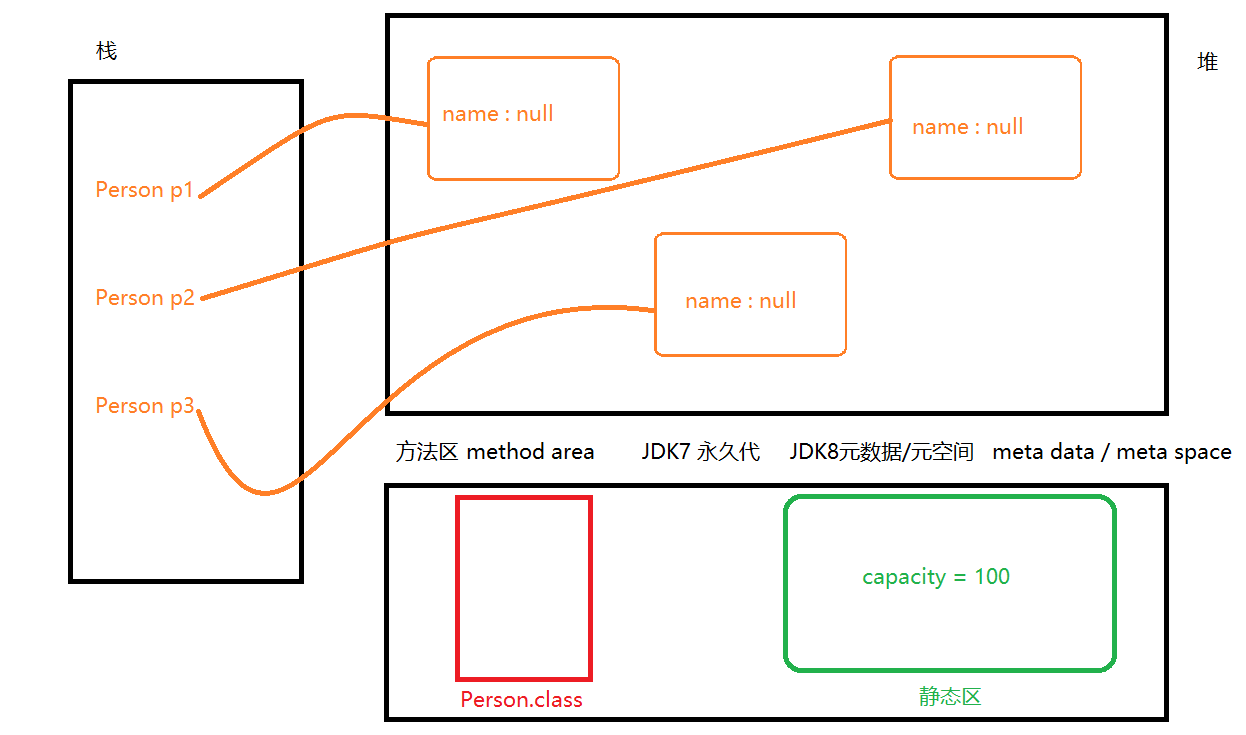 栈
堆
name : null
name : null
Person p1
Person p2
name : null
Person p3
方法区 method area JDK7 永久代 JDK8元数据/元空间 meta data / meta space
capacity = 100
Person.class
静态区